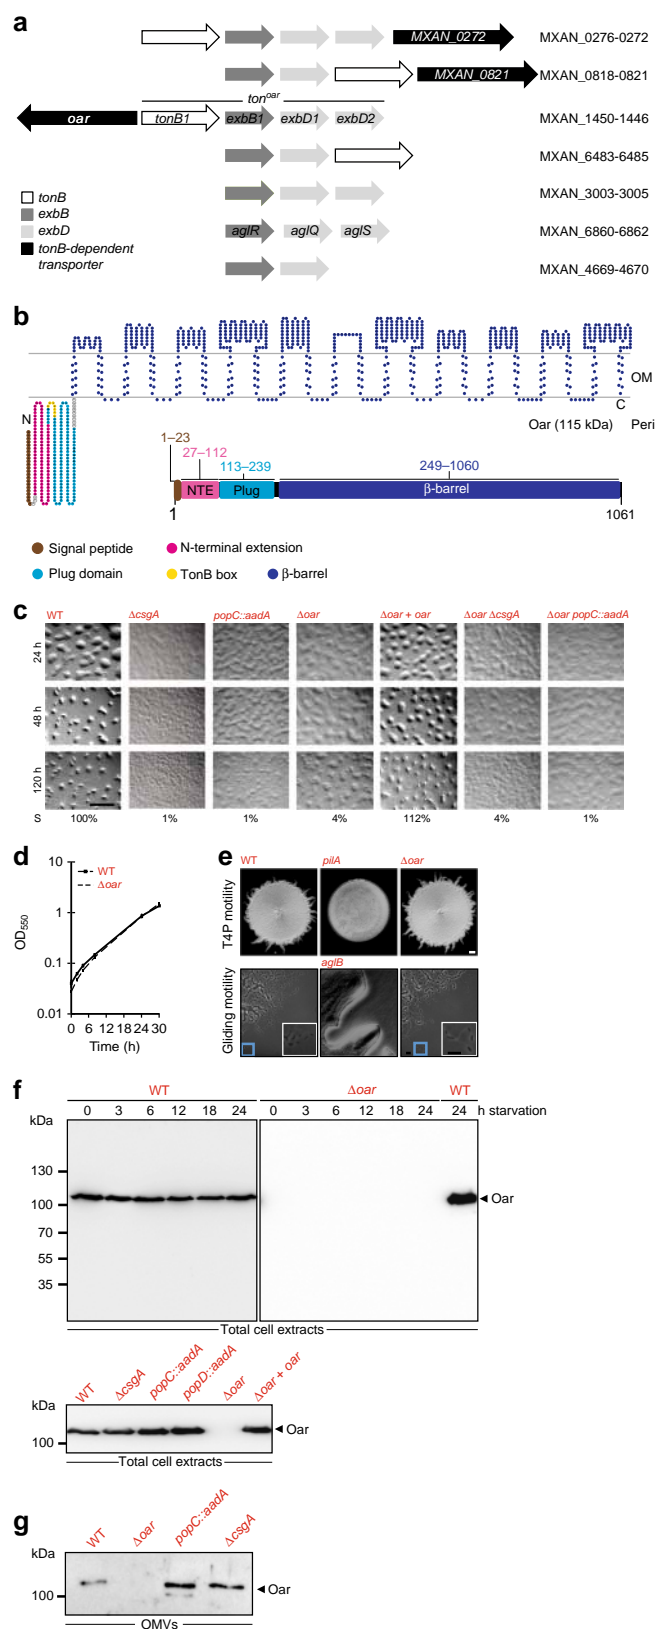 a
MXAN_0272 MXAN_0276-0272
MXAN_0821 MXAN_0818-0821
ton^oar
oar tonB1 exbB1 exbD1 exbD2 MXAN_1450-1446
MXAN_6483-6485
tonB
exbB
exbD
tonB-dependent
transporter
MXAN_3003-3005
aglR aglQ aglS MXAN_6860-6862
MXAN_4669-4670
b
OM
N
C
Oar (115 kDa) Peri
1–23
27–112
113–239
249–1060
NTE Plug β-barrel
1 1061
Signal peptide N-terminal extension
Plug domain TonB box β-barrel
c
WT ΔcsgA popC::aadA Δoar Δoar + oar Δoar ΔcsgA Δoar popC::aadA
24 h
48 h
120 h
S 100% 1% 1% 4% 112% 4% 1%
d
WT
Δoar
OD550
10
1
0.1
0.01
0 6 12 18 24 30
Time (h)
e
WT pilA Δoar
T4P motility
aglB
Gliding motility
f
WT Δoar WT
0 3 6 12 18 24 0 3 6 12 18 24 24 h starvation
kDa
130
100
70
55
35
Oar
Total cell extracts
WT ΔcsgA popC::aadA popD::aadA Δoar Δoar + oar
kDa
100
Oar
Total cell extracts
g
WT Δoar popC::aadA ΔcsgA
kDa
100
Oar
OMVs